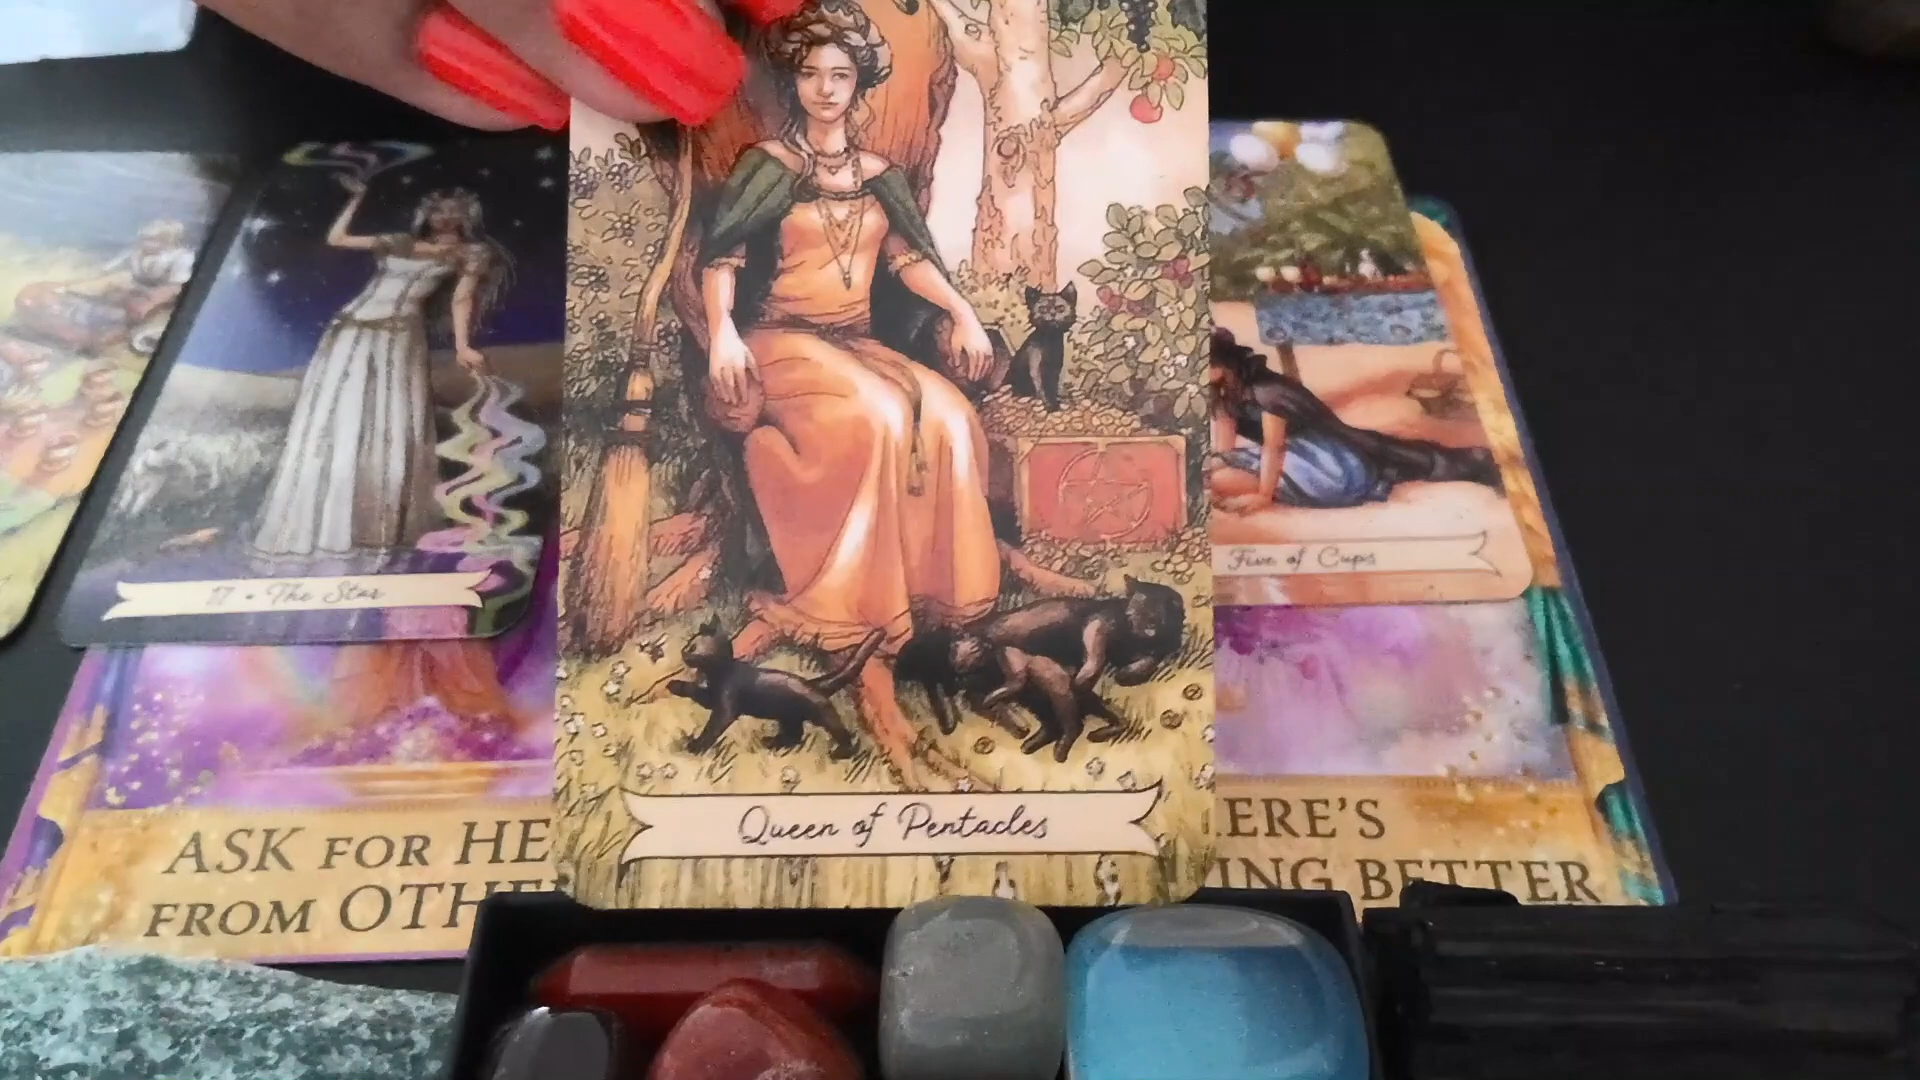 17 • The Star
Five of Cups
Queen of Pentacles
ASK FOR HE
FROM OTHE
ERE'S
ING BETTER